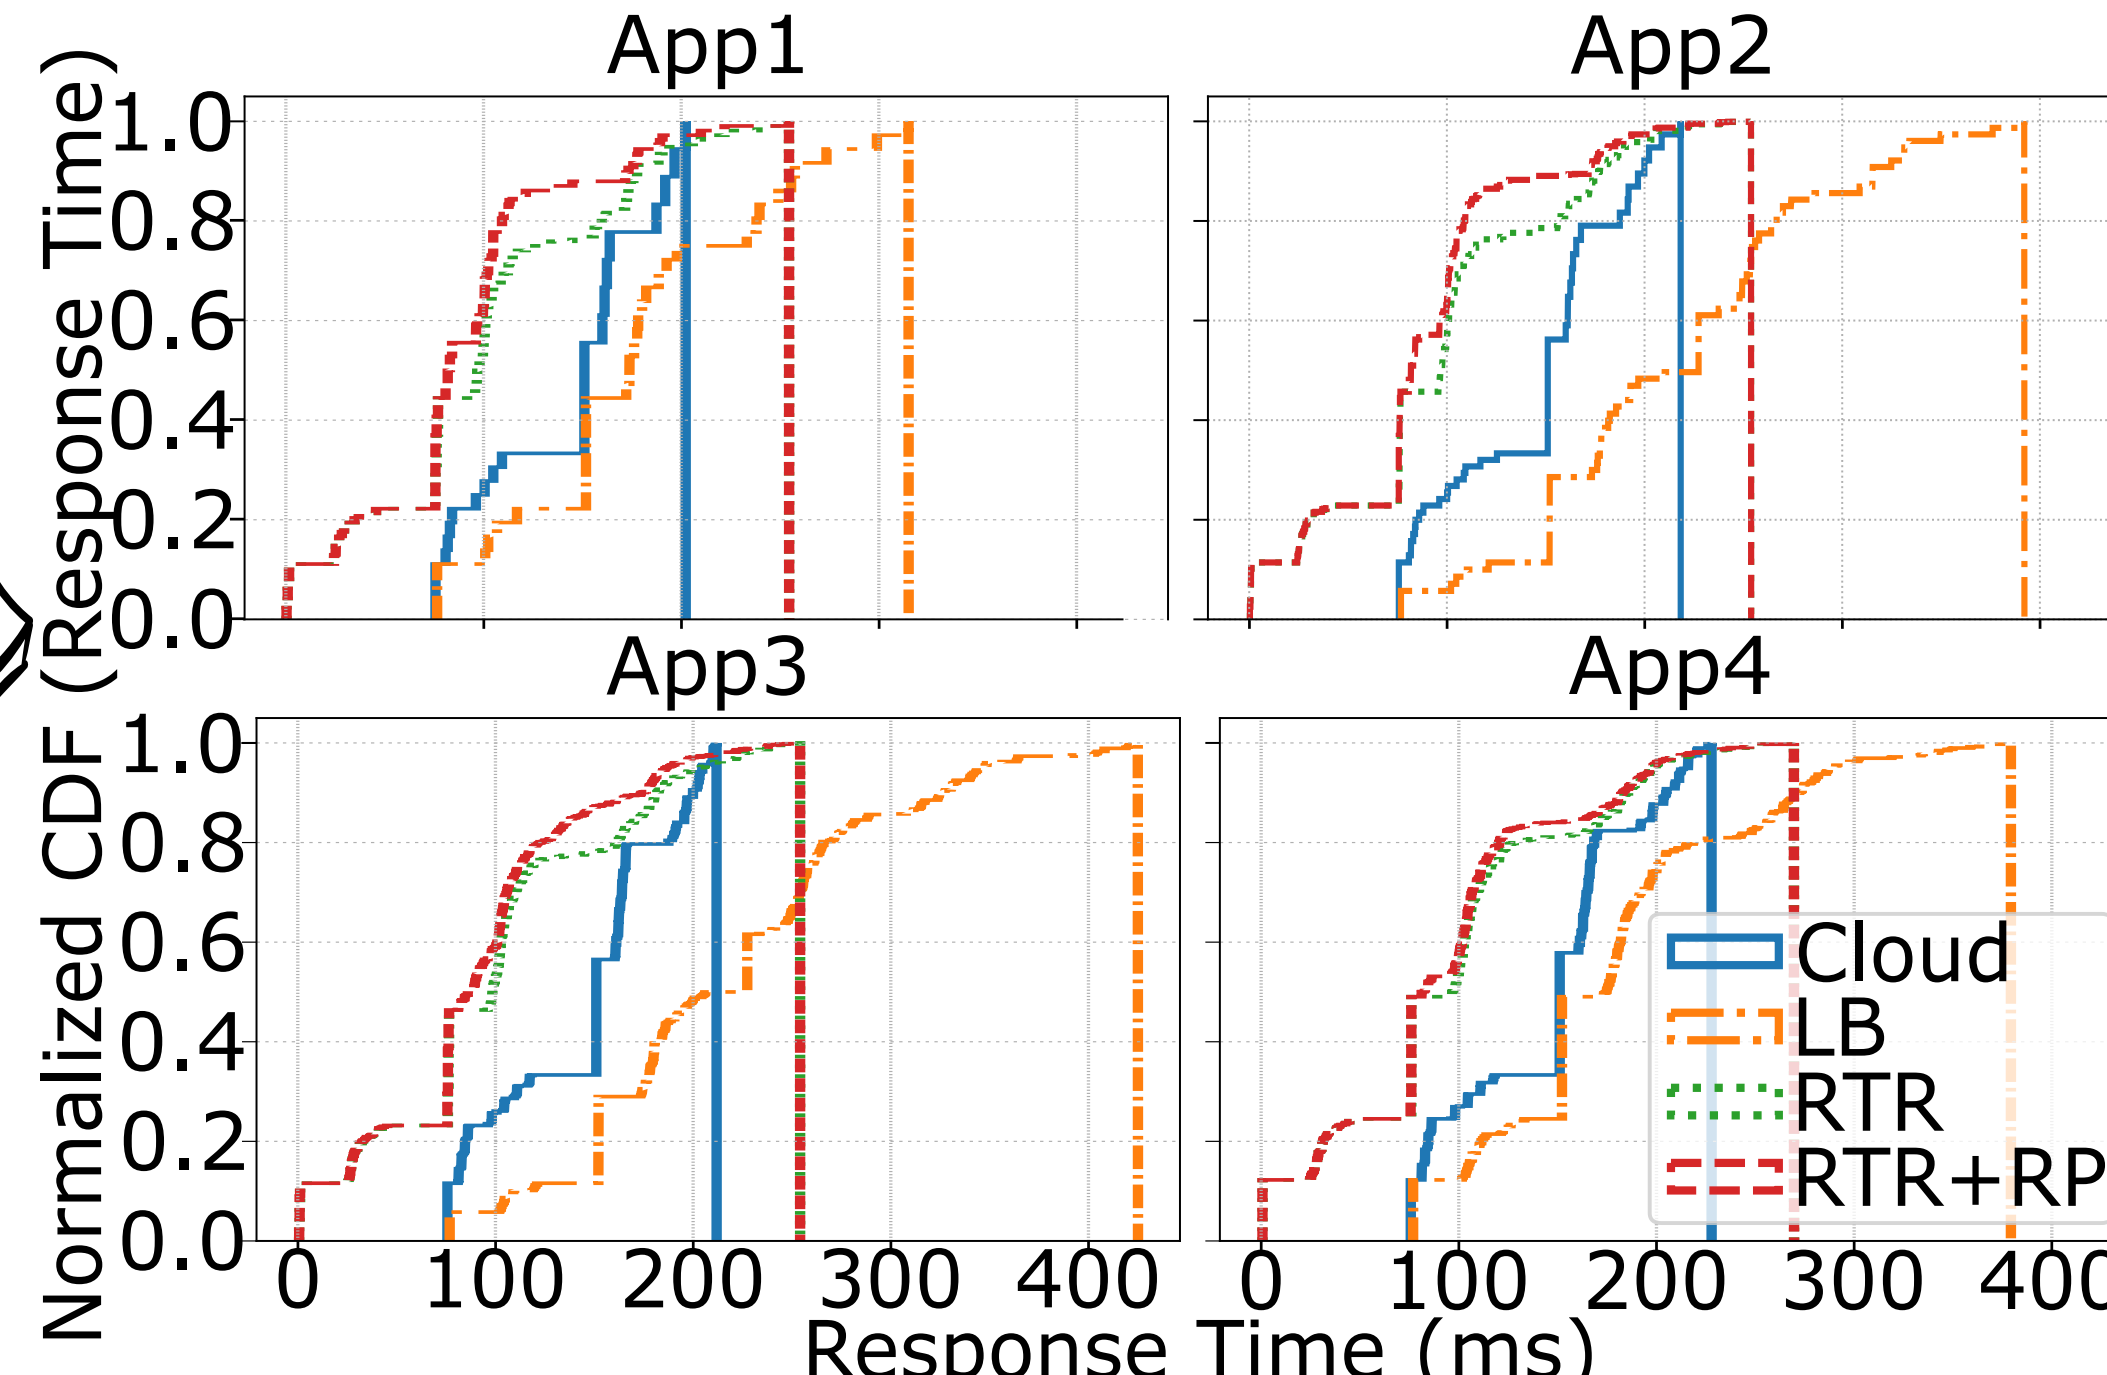 App1
App2
Normalized CDF (Response Time)
1.0
0.8
0.6
0.4
0.2
0.0
App3
App4
1.0
0.8
0.6
0.4
0.2
0.0
Cloud
LB
RTR
RTR+RP
0 100 200 300 400
0 100 200 300 400
Response Time (ms)